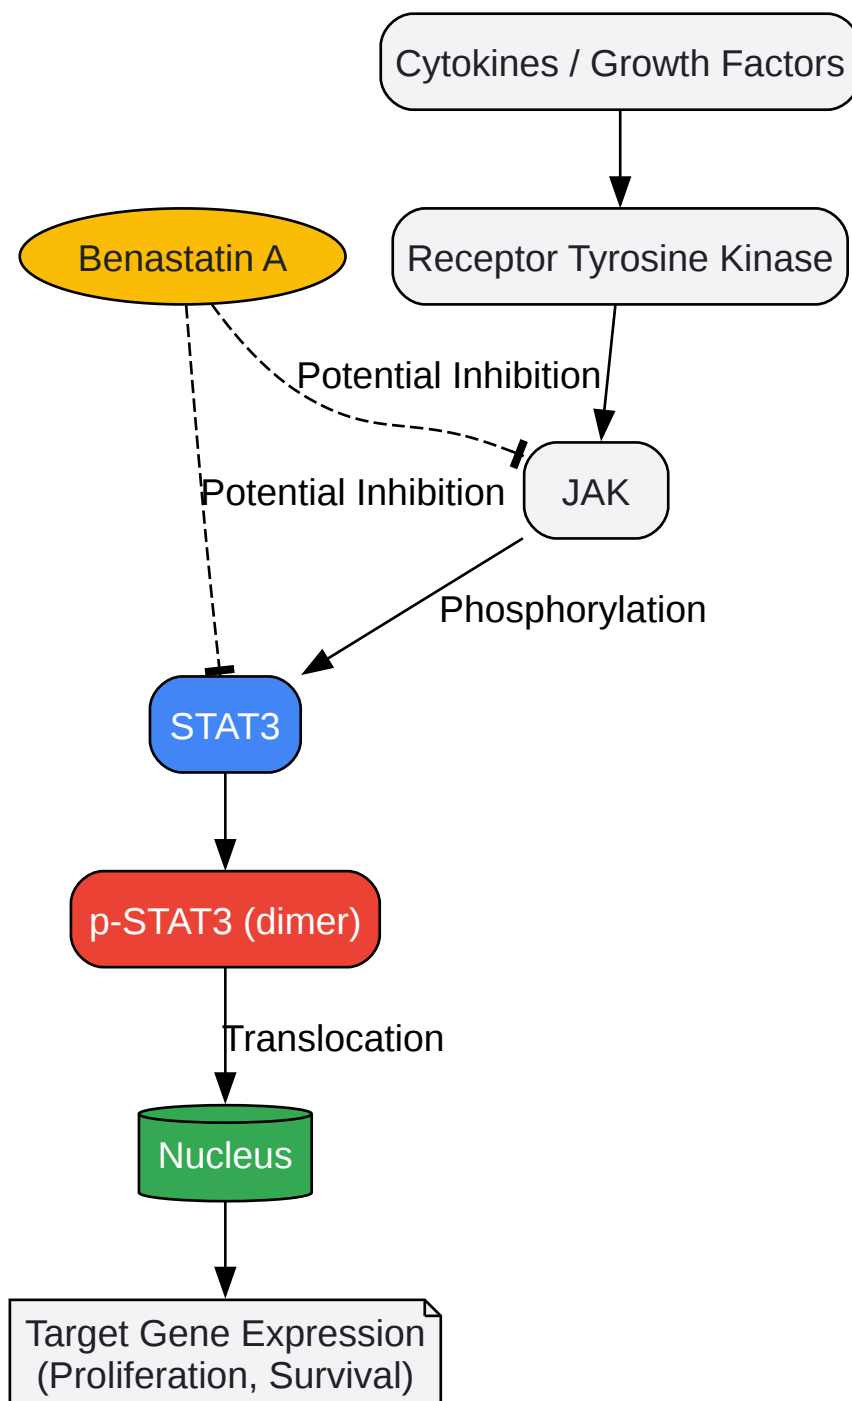 Cytokines / Growth Factors
Benastatin A
Receptor Tyrosine Kinase
Potential Inhibition
Potential Inhibition
JAK
Phosphorylation
STAT3
p-STAT3 (dimer)
Translocation
Nucleus
Target Gene Expression
(Proliferation, Survival)